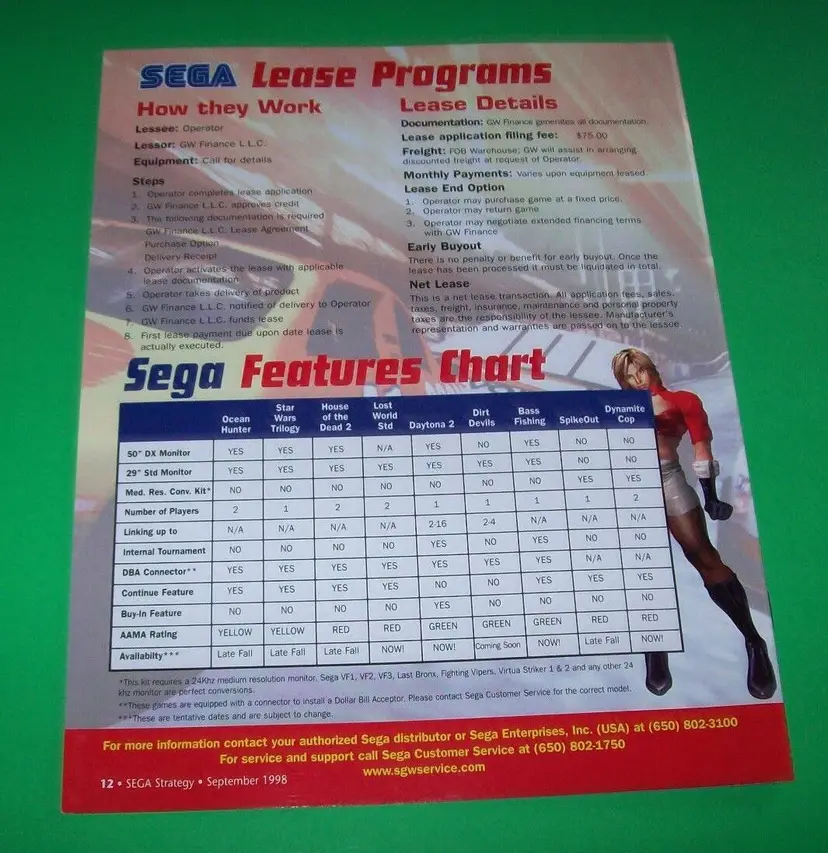 SEGA Lease Programs
How they Work
Lessee: Operator
Lessor: GW Finance L.L.C.
Equipment: Call for details
Steps
1. Operator completes lease application
2. GW Finance L.L.C. approves credit
3. The following documentation is required
GW Finance L.L.C. Lease Agreement
Purchase Option
Delivery Receipt
4. Operator activates the lease with applicable
lease documentation
5. Operator takes delivery of product
6. GW Finance L.L.C. notified of delivery to Operator
7. GW Finance L.L.C. funds lease
8. First lease payment due upon date lease is
actually executed.
Lease Details
Documentation: GW Finance generates all documentation.
Lease application filing fee: $75.00
Freight: FOB Warehouse; GW will assist in arranging
discounted freight at request of Operator.
Monthly Payments: Varies upon equipment leased.
Lease End Option
1. Operator may purchase game at a fixed price.
2. Operator may return game
3. Operator may negotiate extended financing terms
with GW Finance
Early Buyout
There is no penalty or benefit for early buyout. Once the
lease has been processed it must be liquidated in total.
Net Lease
This is a net lease transaction. All application fees, sales.
taxes, freight, insurance, maintenance and personal property
taxes are the responsibility of the lessee. Manufacturer's
representation and warranties are passed on to the lessee.
Sega Features Chart
Ocean Hunter Star Wars Trilogy House of the Dead 2 Lost World Std Daytona 2 Dirt Devils Bass Fishing SpikeOut Dynamite Cop
50" DX Monitor YES YES YES N/A YES NO YES NO NO
29" Std Monitor YES YES YES YES YES YES YES NO NO
Med. Res. Conv. Kit* NO NO NO NO NO NO NO YES YES
Number of Players 2 1 2 2 1 1 1 1 2
Linking up to N/A N/A N/A N/A 2-16 2-4 N/A N/A N/A
Internal Tournament NO NO NO NO YES NO YES NO NO
DBA Connector** YES YES YES YES YES YES YES N/A N/A
Continue Feature YES YES YES YES NO NO YES YES YES
Buy-In Feature NO NO NO NO YES NO NO NO NO
AAMA Rating YELLOW YELLOW RED RED GREEN GREEN GREEN RED RED
Availabilty*** Late Fall Late Fall Late Fall NOW! NOW! Coming Soon NOW! Late Fall NOW!
*This kit requires a 24Khz medium resolution monitor. Sega VF1, VF2, VF3, Last Bronx, Fighting Vipers, Virtua Striker 1 & 2 and any other 24
khz monitor are perfect conversions.
**These games are equipped with a connector to install a Dollar Bill Acceptor. Please contact Sega Customer Service for the correct model.
***These are tentative dates and are subject to change.
For more information contact your authorized Sega distributor or Sega Enterprises, Inc. (USA) at (650) 802-3100
For service and support call Sega Customer Service at (650) 802-1750
www.sgwservice.com
12 • SEGA Strategy • September 1998